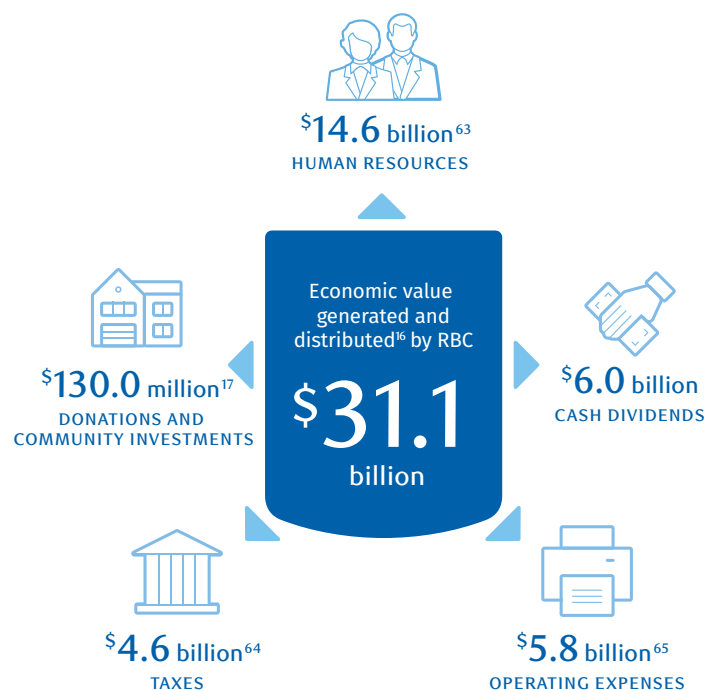 $14.6 billion63
HUMAN RESOURCES
Economic value
generated and
distributed16 by RBC
$31.1
billion
$130.0 million17
DONATIONS AND
COMMUNITY INVESTMENTS
$6.0 billion
CASH DIVIDENDS
$4.6 billion64
TAXES
$5.8 billion65
OPERATING EXPENSES